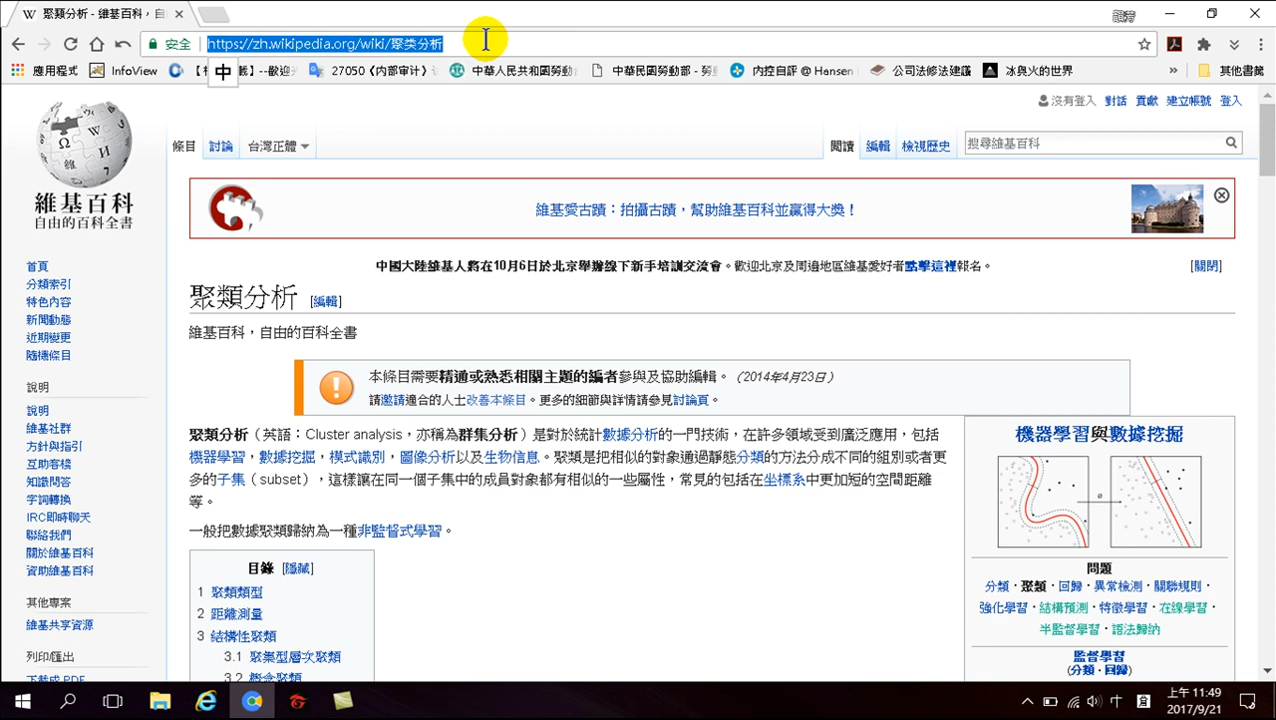 聚類分析 - 維基百科，自
安全 https://zh.wikipedia.org/wiki/聚类分析
應用程式 InfoView 載】--歡迎 27050《内部审计》 中華人民共和國勞動 中華民國勞動部 - 勞 內控自評 @ Hansen 公司法修法建議 冰與火的世界 » 其他書籤
中
沒有登入 對話 貢獻 建立帳號 登入
條目 討論 台灣正體 閱讀 編輯 檢視歷史 搜尋維基百科
維基百科
自由的百科全書
維基愛古蹟：拍攝古蹟，幫助維基百科並贏得大獎！
中國大陸維基人將在10月6日於北京舉辦線下新手培訓交流會。歡迎北京及周邊地區維基愛好者點擊這裡報名。 [關閉]
聚類分析 [編輯]
維基百科，自由的百科全書
本條目需要精通或熟悉相關主題的編者參與及協助編輯。（2014年4月23日）
請邀請適合的人士改善本條目。更多的細節與詳情請參見討論頁。
聚類分析（英語：Cluster analysis，亦稱為群集分析）是對於統計數據分析的一門技術，在許多領域受到廣泛應用，包括
機器學習，數據挖掘，模式識別，圖像分析以及生物信息。聚類是把相似的對象通過靜態分類的方法分成不同的組別或者更
多的子集（subset），這樣讓在同一個子集中的成員對象都有相似的一些屬性，常見的包括在坐標系中更加短的空間距離
等。
一般把數據聚類歸納為一種非監督式學習。
目錄 [隱藏]
1 聚類類型
2 距離測量
3 結構性聚類
3.1 聚集型層次聚類
3.2 概念聚類
機器學習與數據挖掘
問題
分類 · 聚類 · 回歸 · 異常檢測 · 關聯規則 ·
強化學習 · 結構預測 · 特徵學習 · 在線學習 ·
半監督學習 · 語法歸納
監督學習
(分類 · 回歸)
首頁
分類索引
特色內容
新聞動態
近期變更
隨機條目
說明
說明
維基社群
方針與指引
互助客棧
知識問答
字詞轉換
IRC即時聊天
聯絡我們
關於維基百科
資助維基百科
其他專案
維基共享資源
列印/匯出
下載成 PDF
中
上午 11:49
2017/9/21